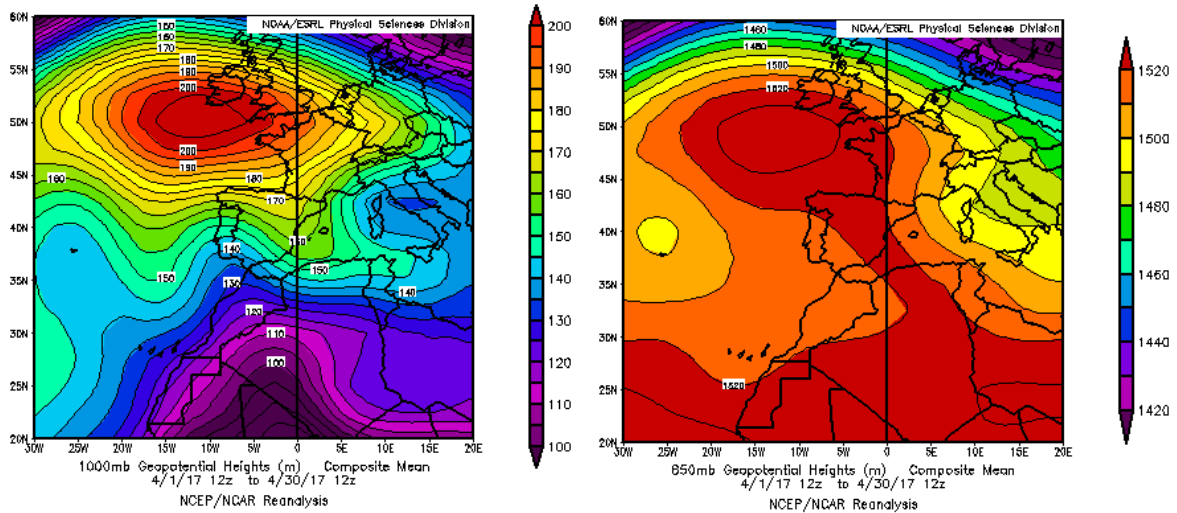 NOAA/ESRL Physical Sciences Division
60N
55N
50N
45N
40N
35N
30N
25N
20N
160
160
170
180
190
200
200
190
180
160
170
160
140
150
150
130
140
120
110
100
30W 25W 20W 15W 10W 5W 0 5E 10E 15E 20E
200
190
180
170
160
150
140
130
120
110
100
1000mb Geopotential Heights (m) Composite Mean
4/1/17 12z to 4/30/17 12z
NCEP/NCAR Reanalysis
NOAA/ESRL Physical Sciences Division
60N
55N
50N
45N
40N
35N
30N
25N
20N
1460
1480
1500
1520
1520
30W 25W 20W 15W 10W 5W 0 5E 10E 15E 20E
1520
1500
1480
1460
1440
1420
850mb Geopotential Heights (m) Composite Mean
4/1/17 12z to 4/30/17 12z
NCEP/NCAR Reanalysis